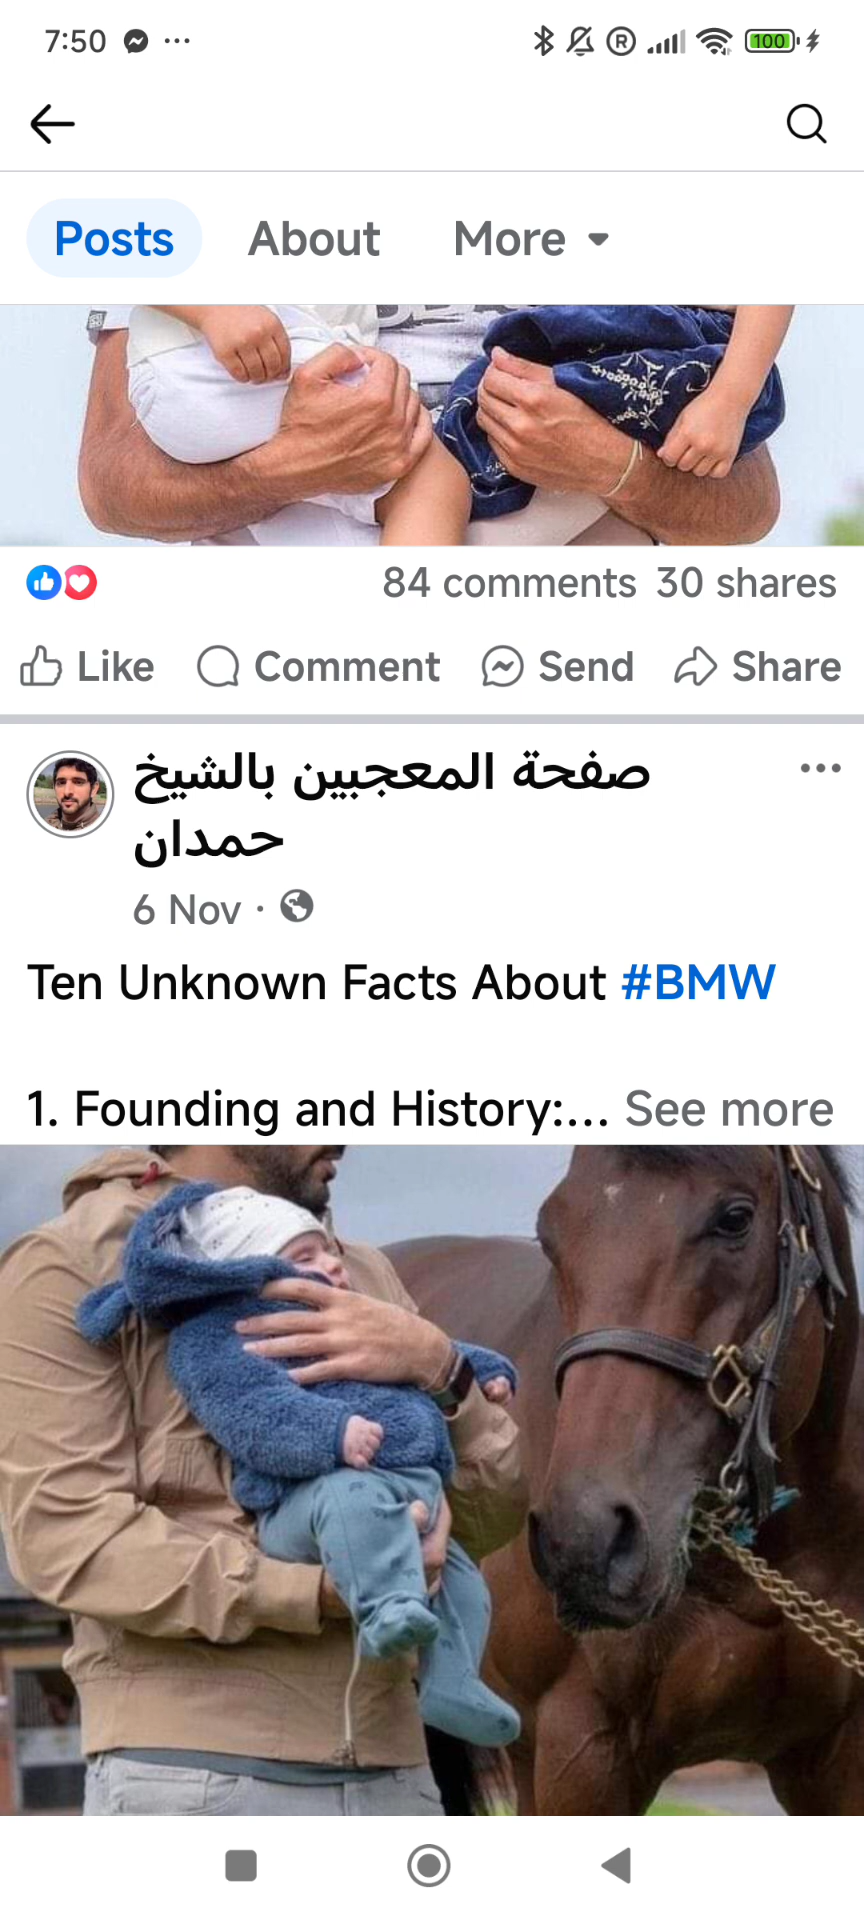 7:50
100
Posts About More
84 comments 30 shares
Like Comment Send Share
صفحة المعجبين بالشيخ
حمدان
6 Nov ·
Ten Unknown Facts About #BMW
1. Founding and History:... See more